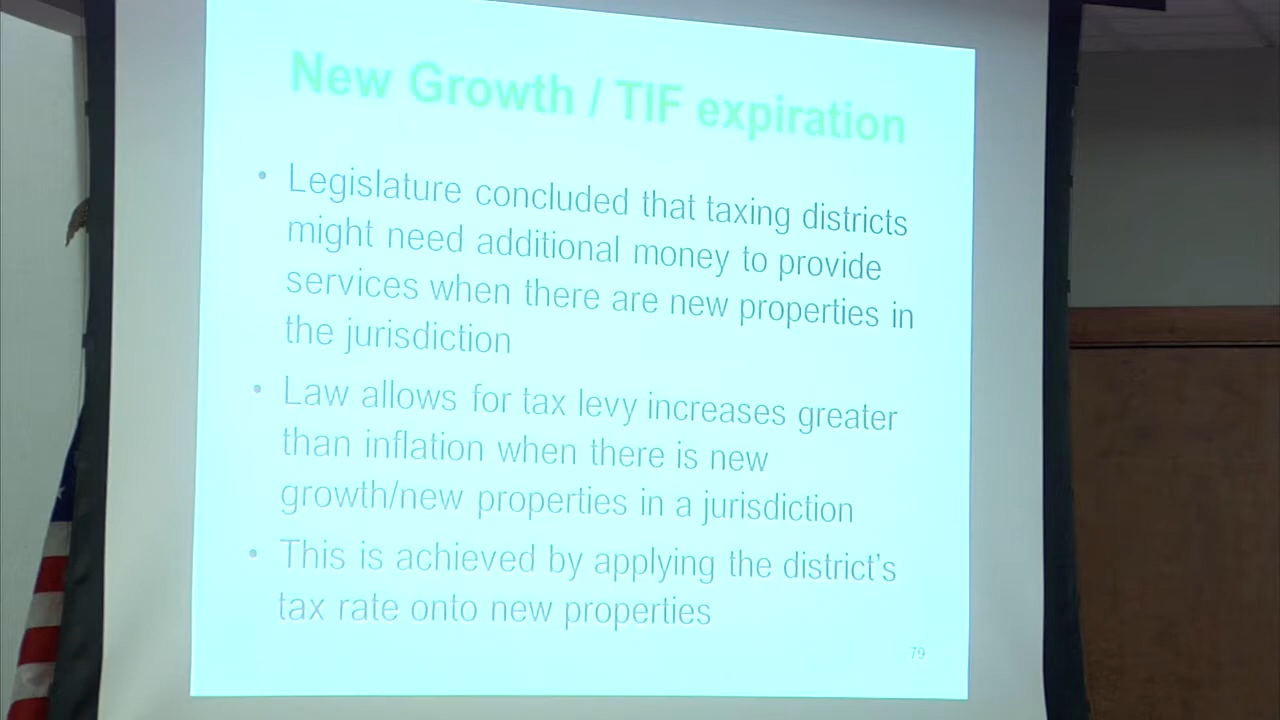 New Growth / TIF expiration
• Legislature concluded that taxing districts
might need additional money to provide
services when there are new properties in
the jurisdiction
• Law allows for tax levy increases greater
than inflation when there is new
growth/new properties in a jurisdiction
• This is achieved by applying the district's
tax rate onto new properties
79